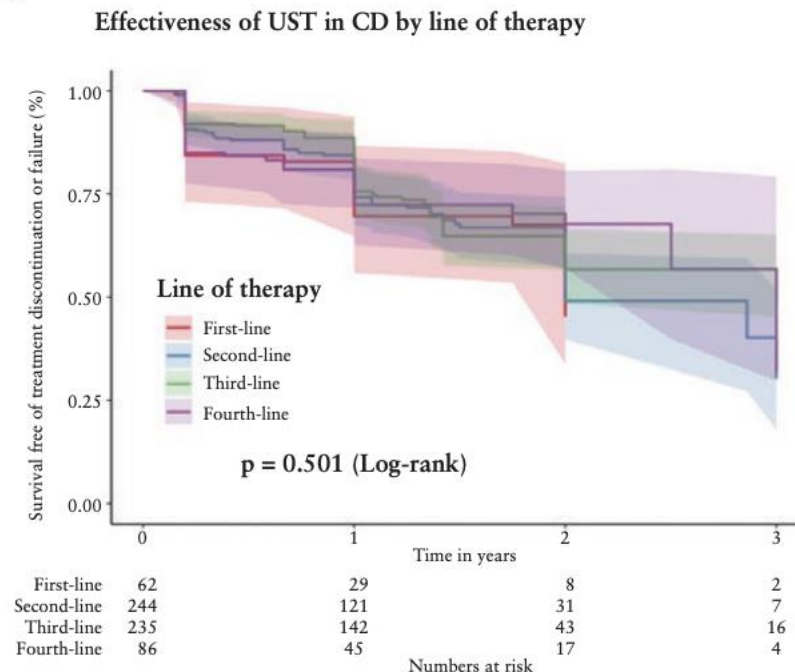 Effectiveness of UST in CD by line of therapy
Survival free of treatment discontinuation or failure (%)
1.00
0.75
0.50
0.25
0.00
Line of therapy
First-line
Second-line
Third-line
Fourth-line
p = 0.501 (Log-rank)
0 1 2 3
Time in years
First-line 62 29 8 2
Second-line 244 121 31 7
Third-line 235 142 43 16
Fourth-line 86 45 17 4
Numbers at risk